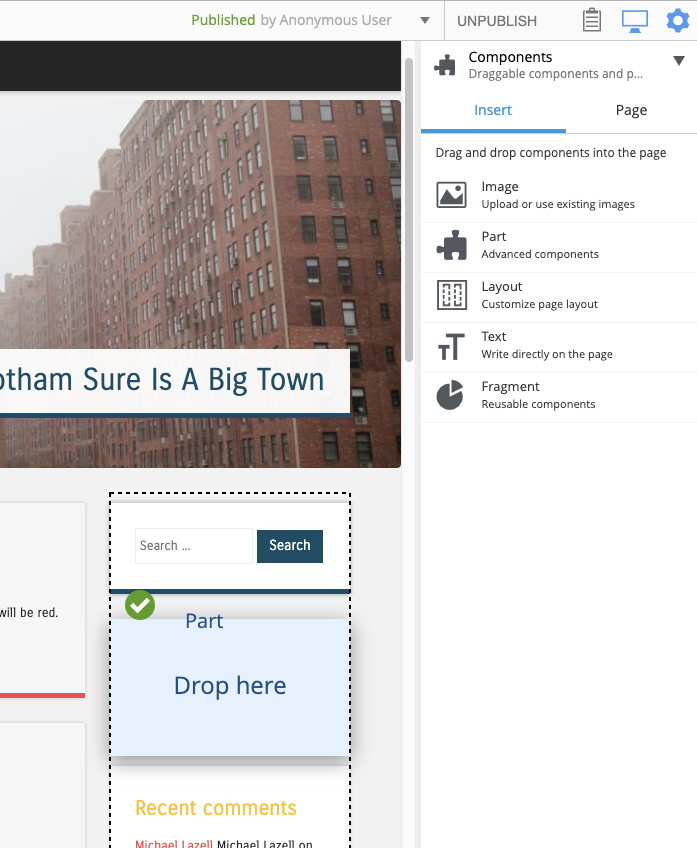 Published by Anonymous User
UNPUBLISH
Components
Draggable components and p...
Insert
Page
Drag and drop components into the page
Image
Upload or use existing images
Part
Advanced components
Layout
Customize page layout
Text
Write directly on the page
Fragment
Reusable components
otham Sure Is A Big Town
Search ...
Search
will be red.
Part
Drop here
Recent comments
Michael Lazell Michael Lazell on